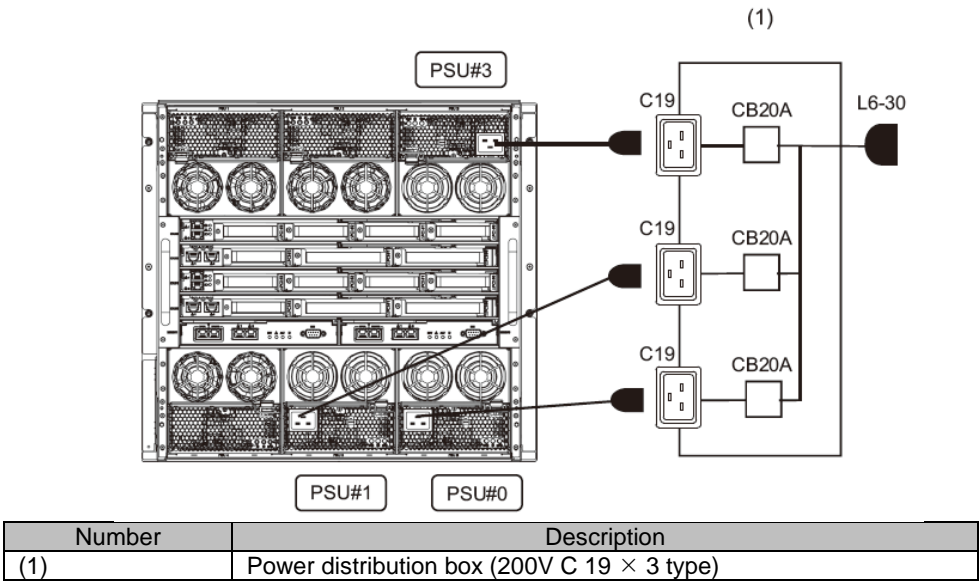 (1)
PSU#3
C19
CB20A
L6-30
C19
CB20A
C19
CB20A
PSU#1
PSU#0
Number Description
(1) Power distribution box (200V C 19 × 3 type)